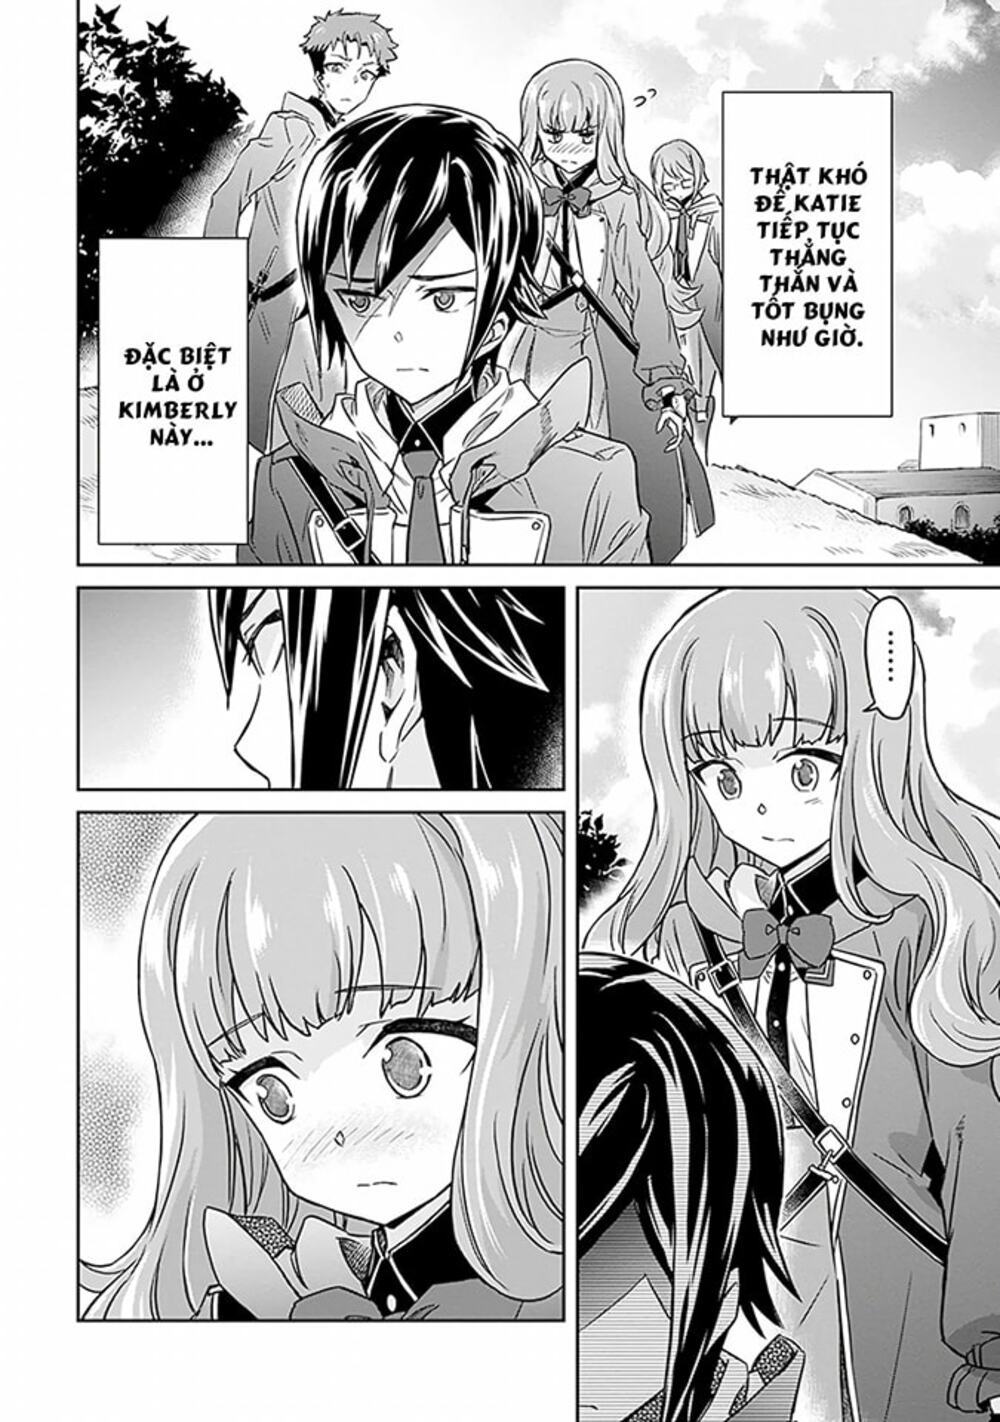 THẬT KHÓ
ĐỂ KATIE
TIẾP TỤC
THẲNG
THẮN VÀ
TỐT BỤNG
NHƯ GIỜ.
ĐẶC BIỆT
LÀ Ở
KIMBERLY
NÀY...
........